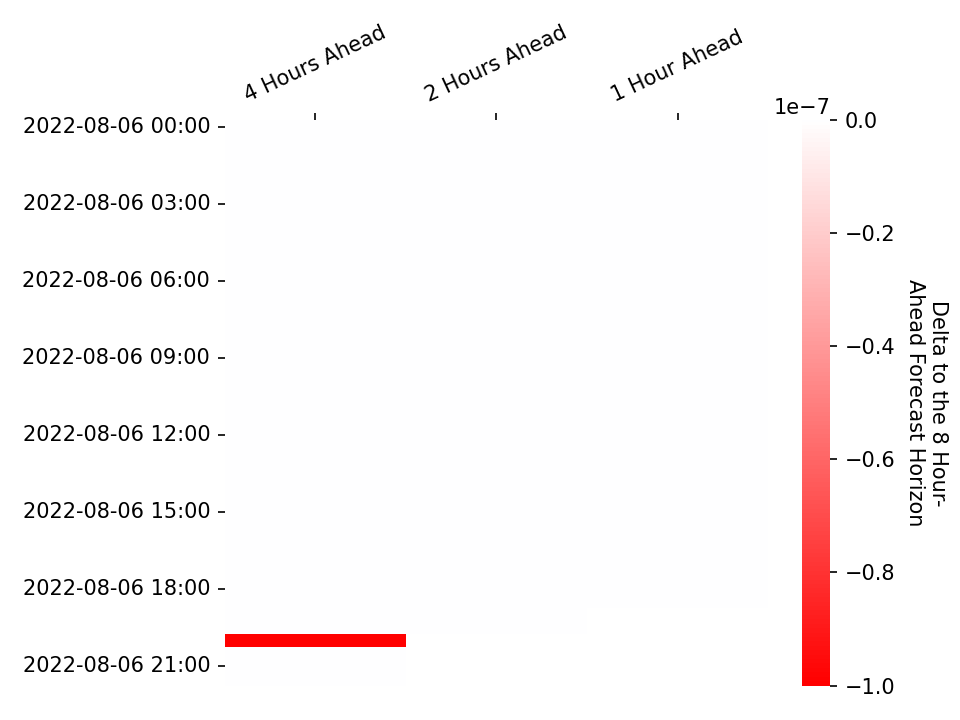 4 Hours Ahead
2 Hours Ahead
1 Hour Ahead
1e−7
2022-08-06 00:00
2022-08-06 03:00
2022-08-06 06:00
2022-08-06 09:00
2022-08-06 12:00
2022-08-06 15:00
2022-08-06 18:00
2022-08-06 21:00
0.0
−0.2
−0.4
−0.6
−0.8
−1.0
Delta to the 8 Hour-
Ahead Forecast Horizon